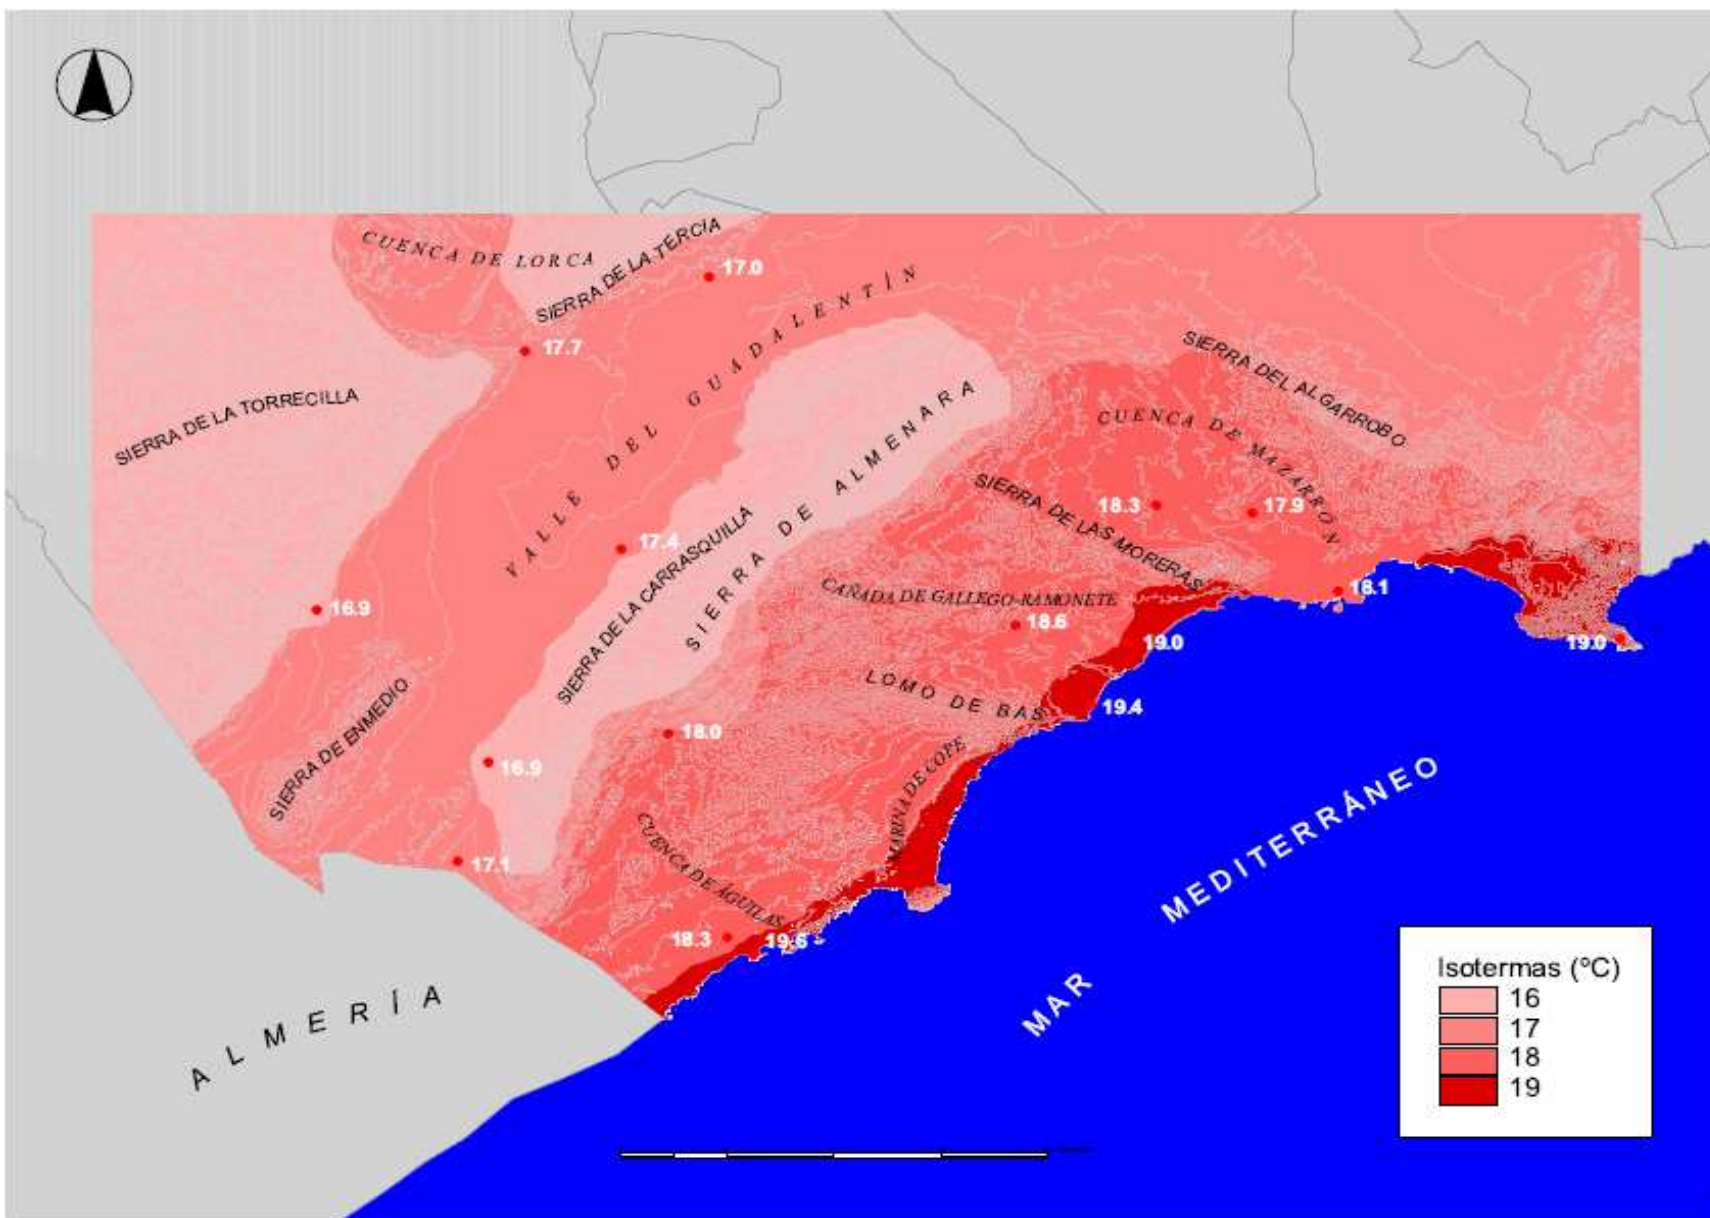 CUENCA DE LORCA
SIERRA DE LA TERCIA
17.0
17.7
VALLE DEL GUADALENTÍN
SIERRA DE LA TORRECILLA
SIERRA DEL ALGARROBO
CUENCA DE MAZARRON
SIERRA DE ALMENARA
SIERRA DE LAS MORERAS
18.3
17.9
17.4
SIERRA DE LA CARRASQUILLA
CAÑADA DE GALLEGO-RAMONETE
18.1
16.9
18.6
19.0
19.0
LOMO DE BAS
19.4
SIERRA DE ENMEDIO
18.0
16.9
MARINA DE COPE
CUENCA DE ÁGUILAS
17.1
18.3
19.6
MAR MEDITERRÁNEO
ALMERÍA
Isotermas (ºC)
16
17
18
19